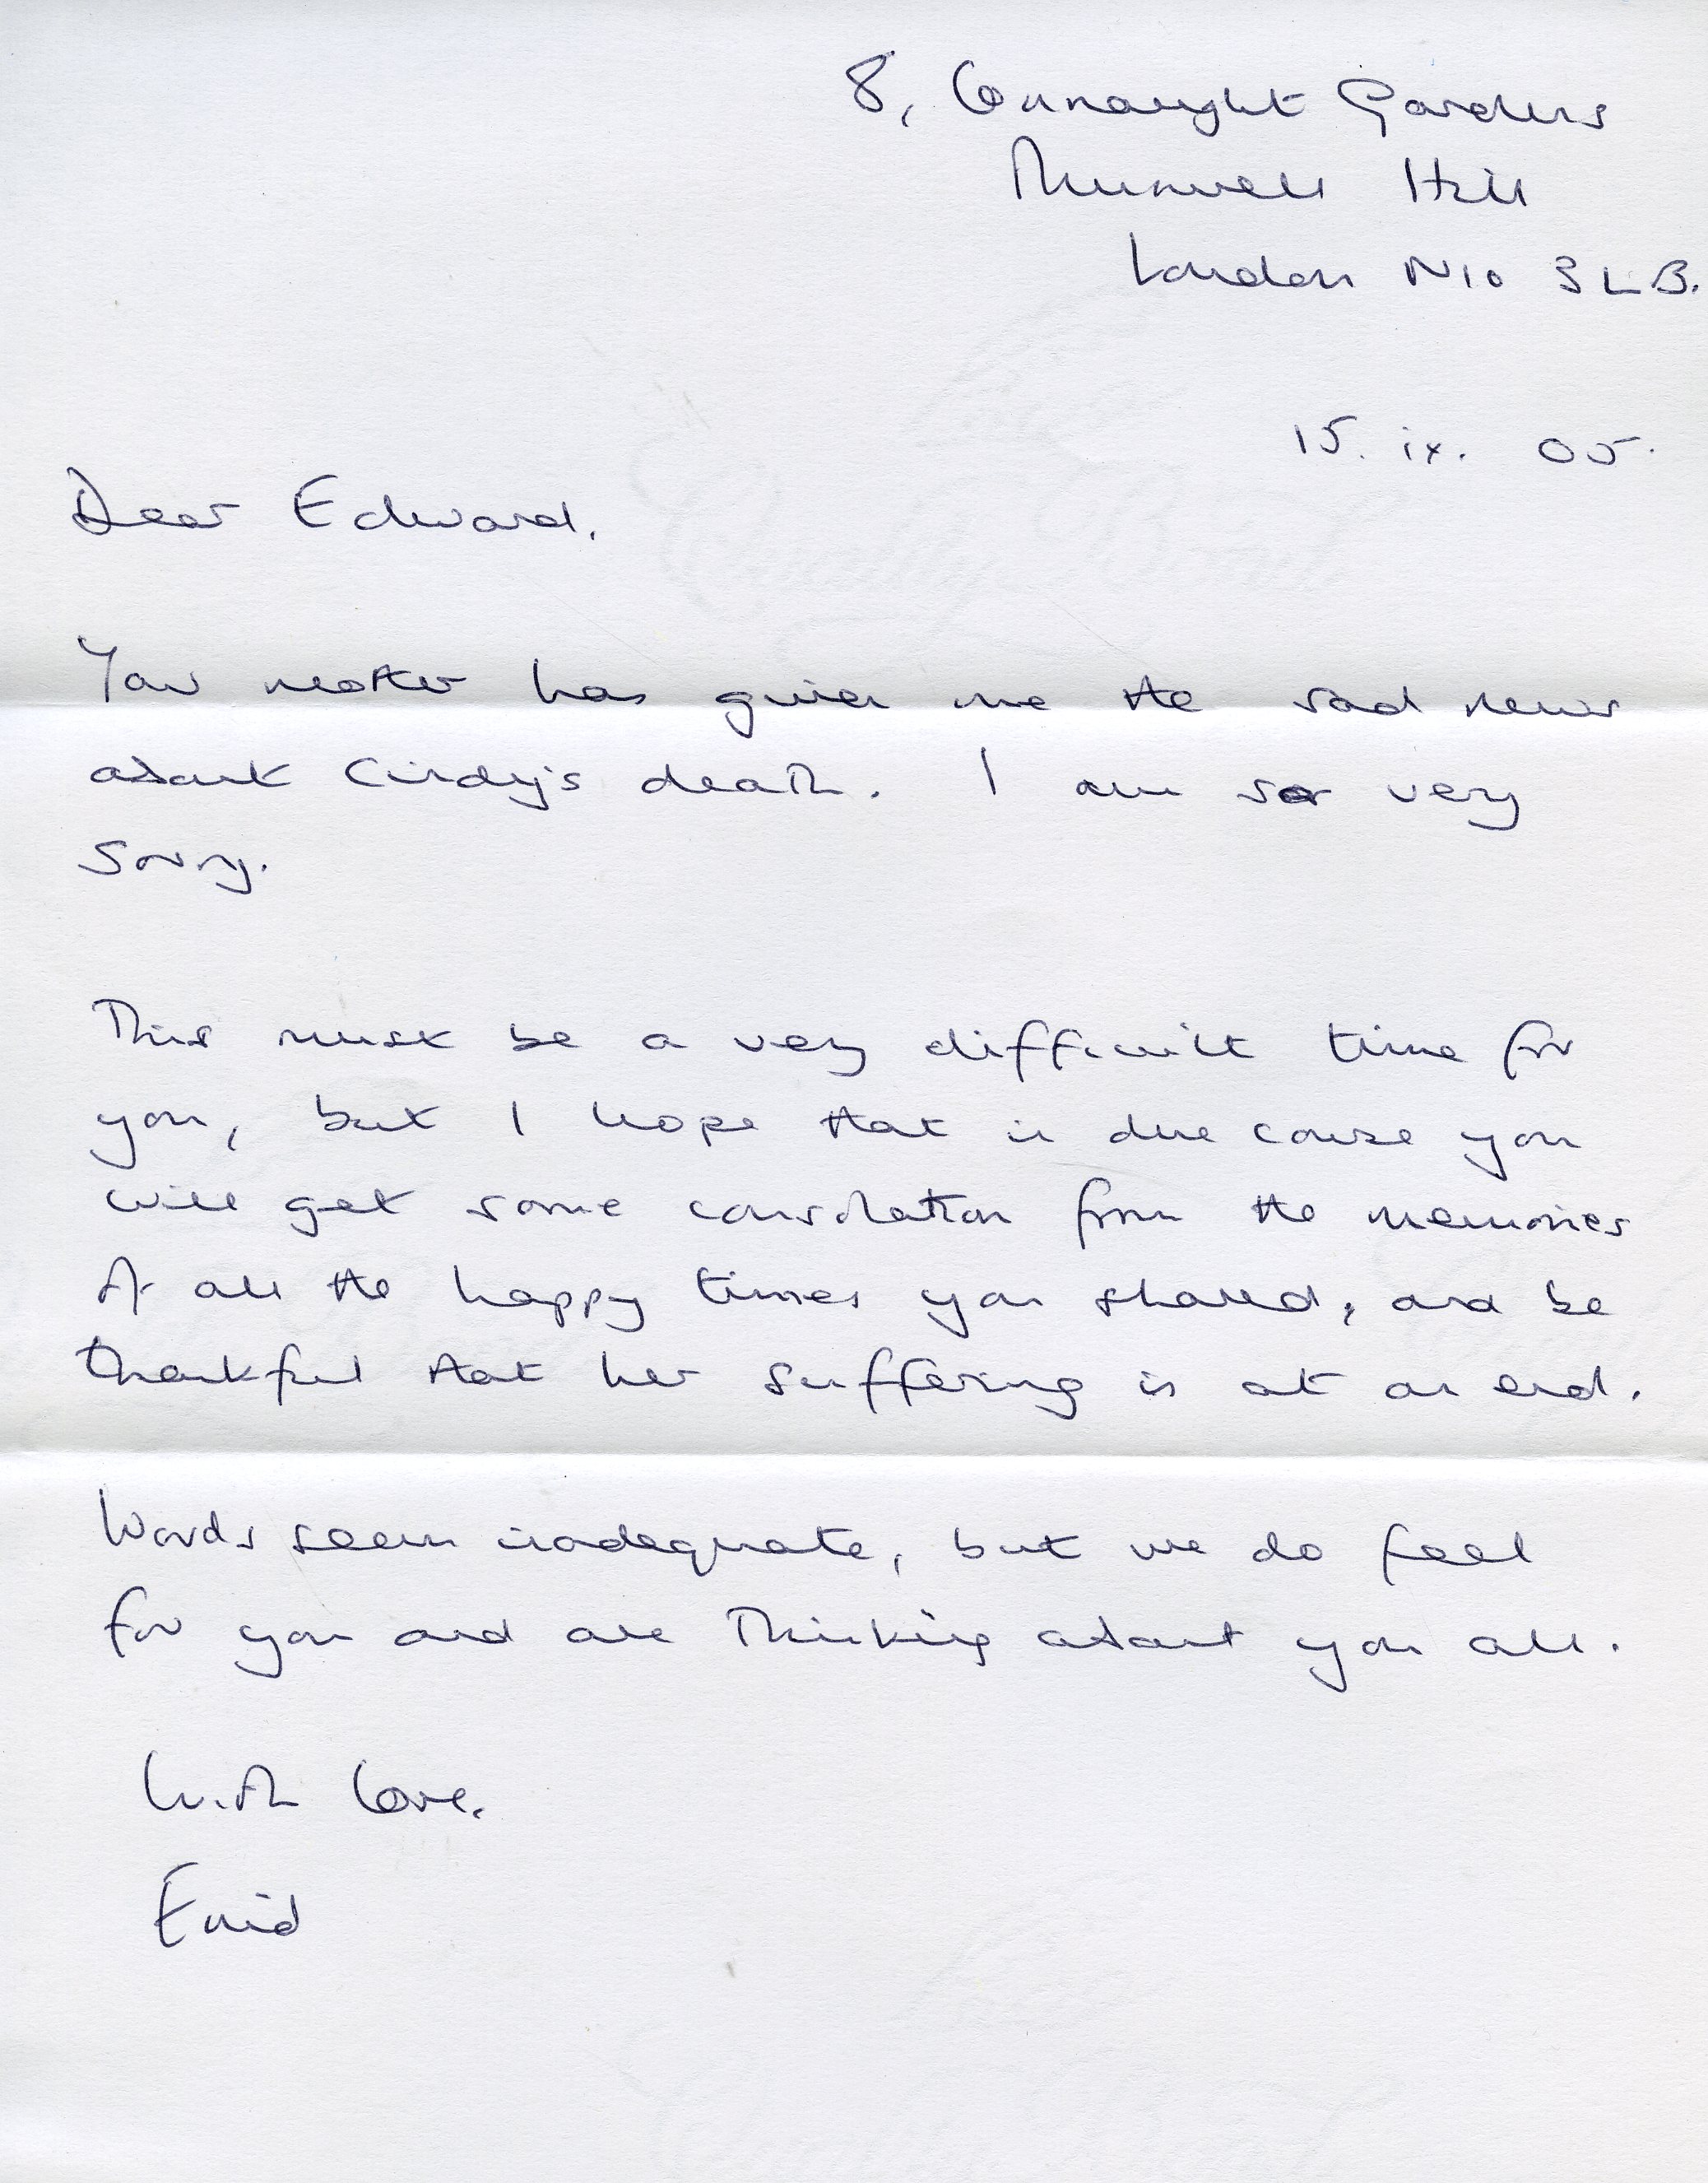 8, Connaught Gardens
Muswell Hill
London N10 3LB.
15. ix. 05.
Dear Edward,
Your mother has given me the sad news
about Cindy's death. I am so very
sorry.
This must be a very difficult time for
you, but I hope that in due course you
will get some consolation from the memories
of all the happy times you shared, and be
thankful that her suffering is at an end.
Words seem inadequate, but we do feel
for you and are thinking about you all.
With love,
Enid